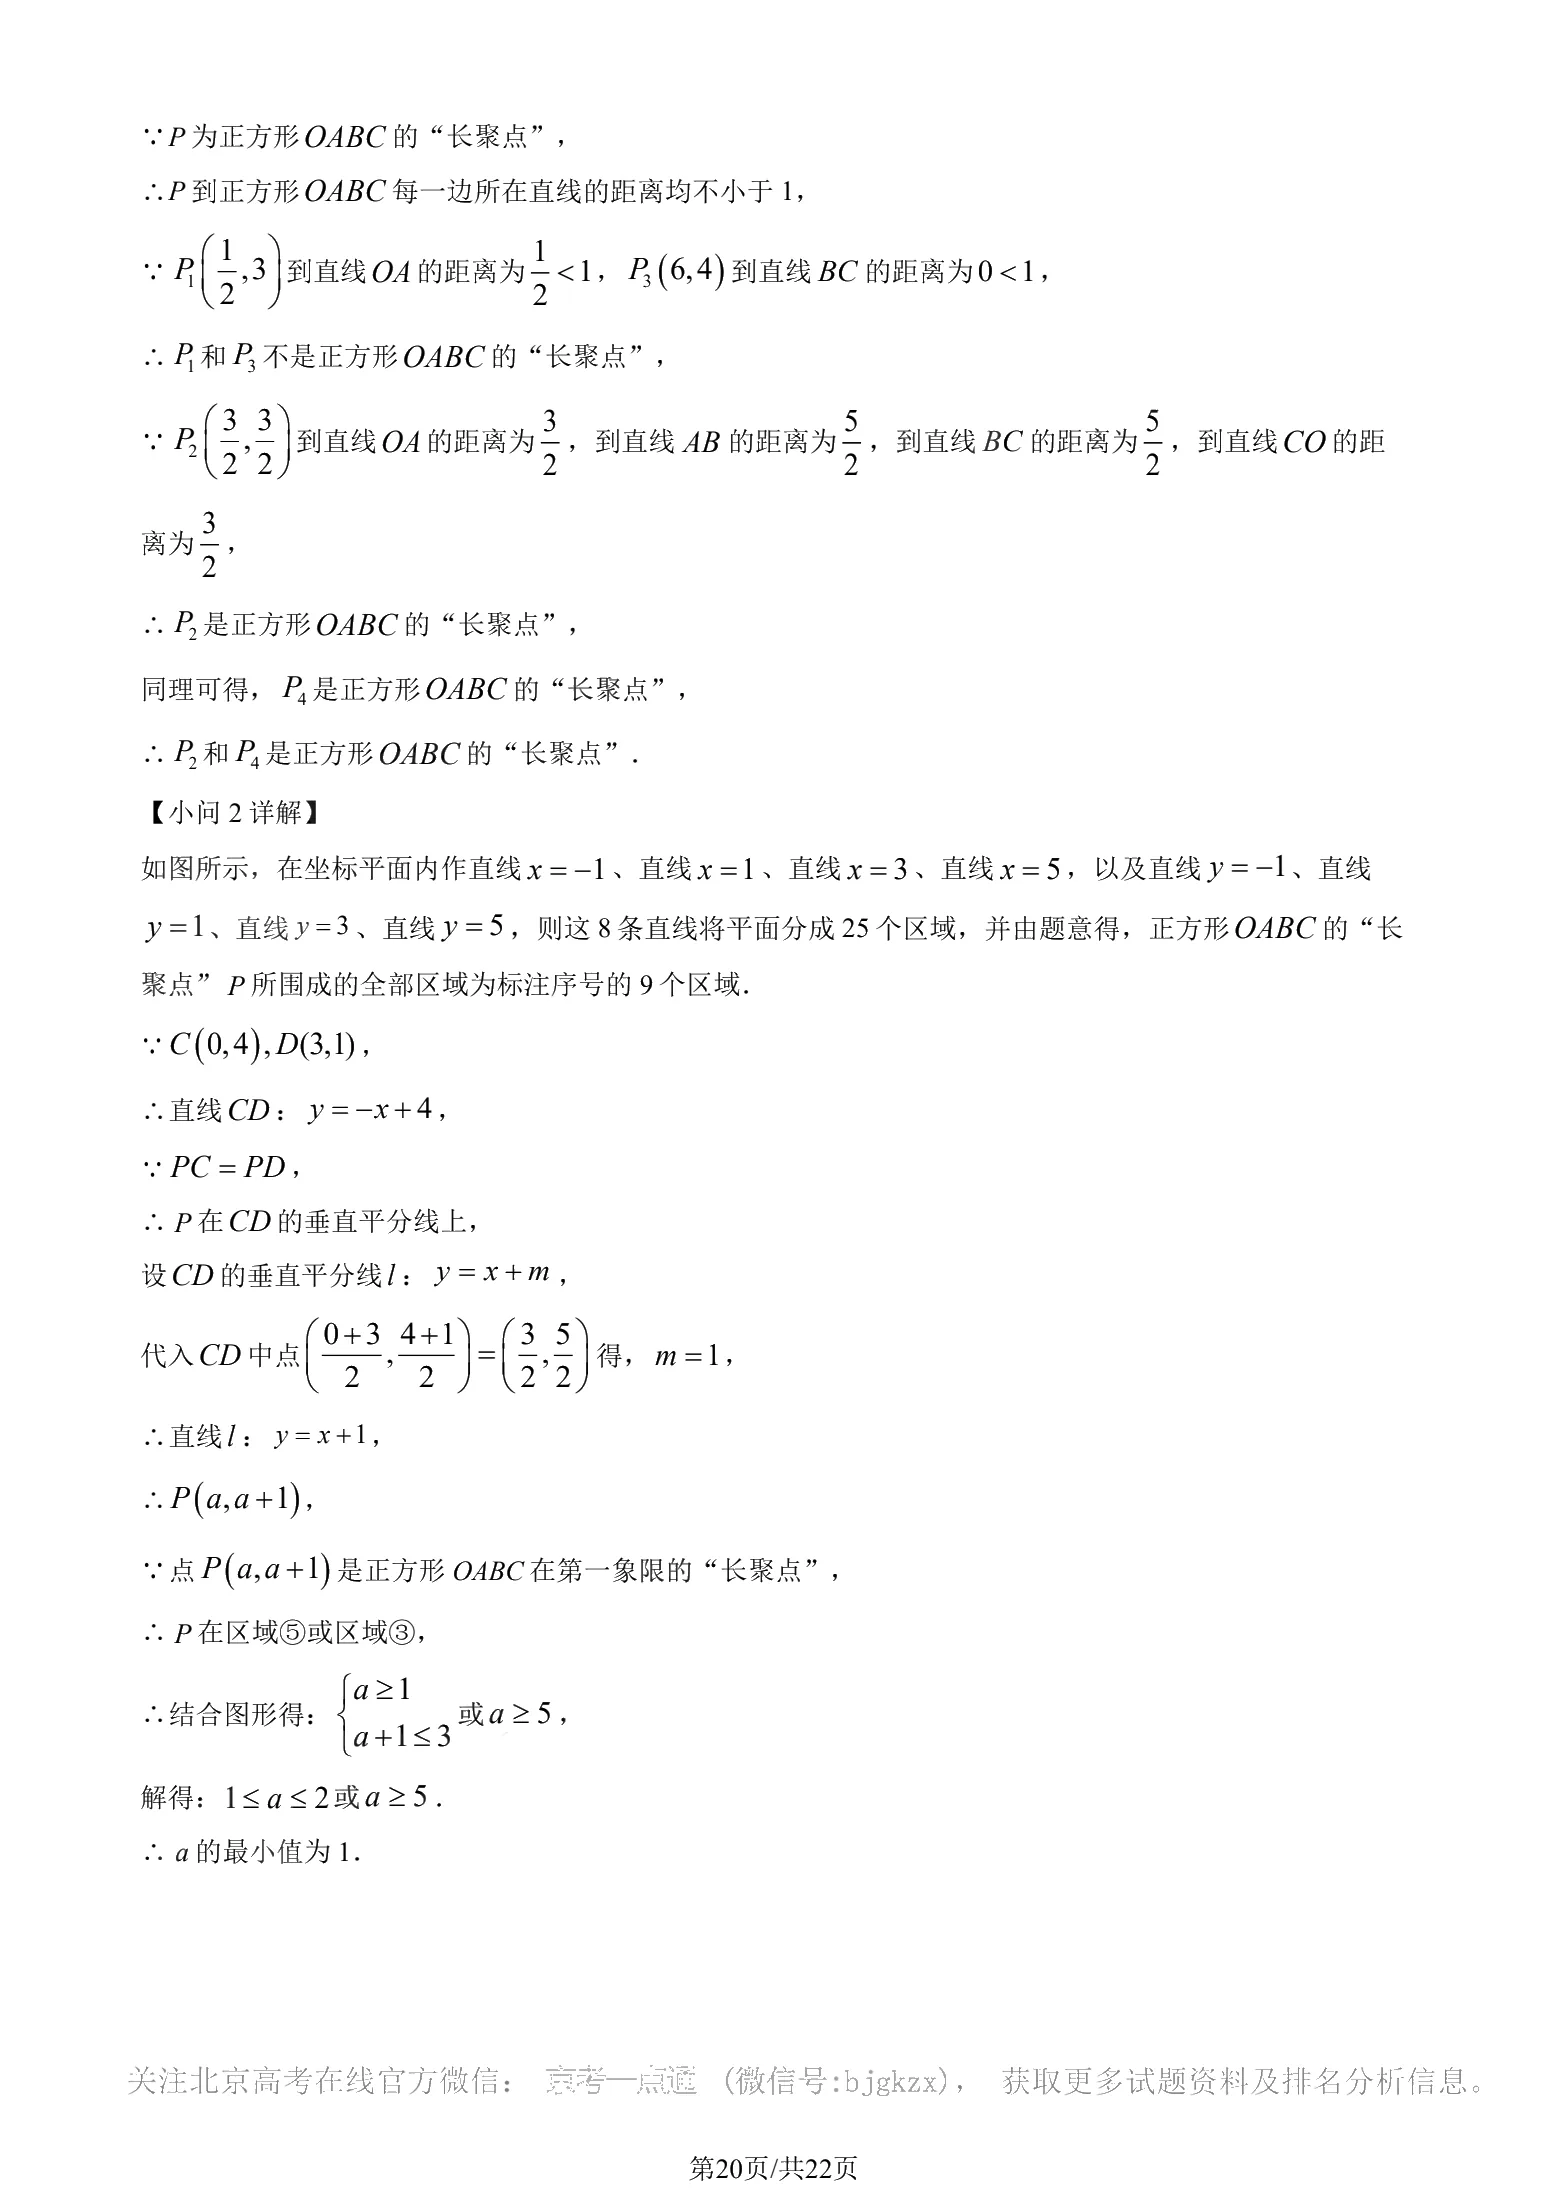 ∵P 为正方形OABC 的“长聚点”，
∴P 到正方形OABC 每一边所在直线的距离均不小于 1，
∵ P₁(1/2,3)到直线OA 的距离为1/2<1， P₃(6,4)到直线BC 的距离为0<1，
∴ P₁和P₃不是正方形OABC 的“长聚点”，
∵ P₂(3/2,3/2)到直线OA的距离为3/2，到直线 AB 的距离为5/2，到直线BC 的距离为5/2，到直线CO的距
离为3/2，
∴ P₂是正方形OABC 的“长聚点”，
同理可得， P₄是正方形OABC 的“长聚点”，
∴ P₂和P₄是正方形OABC 的“长聚点”．
【小问 2 详解】
如图所示，在坐标平面内作直线x=−1、直线x=1、直线x=3、直线x=5，以及直线y=−1、直线
y=1、直线y=3、直线y=5，则这 8 条直线将平面分成 25 个区域，并由题意得，正方形OABC 的“长
聚点” P 所围成的全部区域为标注序号的 9 个区域．
∵C(0,4),D(3,1)，
∴直线CD：y=−x+4，
∵PC=PD，
∴ P 在CD的垂直平分线上，
设CD的垂直平分线l：y=x+m，
代入CD中点((0+3)/2,(4+1)/2)=(3/2,5/2)得，m=1，
∴直线l：y=x+1，
∴P(a,a+1)，
∵点P(a,a+1)是正方形 OABC 在第一象限的“长聚点”，
∴ P 在区域⑤或区域③，
∴结合图形得：{a≥1 a+1≤3或a≥5，
解得：1≤a≤2或a≥5．
∴ a 的最小值为 1．
关注北京高考在线官方微信： 京考一点通 (微信号:bjgkzx)， 获取更多试题资料及排名分析信息。
第20页/共22页